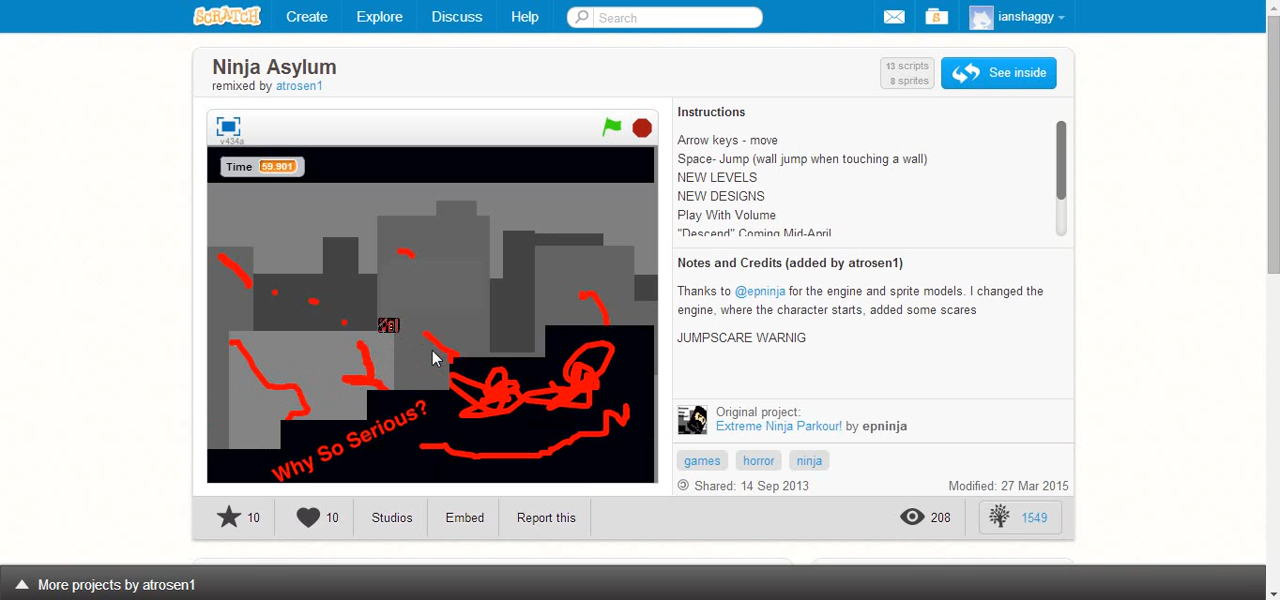 SCRATCH Create Explore Discuss Help Search ianshaggy
Ninja Asylum
remixed by atrosen1
13 scripts
8 sprites
See inside
v434a
Time 59.901
Why So Serious?
Instructions
Arrow keys - move
Space- Jump (wall jump when touching a wall)
NEW LEVELS
NEW DESIGNS
Play With Volume
"Descend" Coming Mid-April
Notes and Credits (added by atrosen1)
Thanks to @epninja for the engine and sprite models. I changed the
engine, where the character starts, added some scares
JUMPSCARE WARNIG
Original project:
Extreme Ninja Parkour! by epninja
games horror ninja
Shared: 14 Sep 2013 Modified: 27 Mar 2015
10 10 Studios Embed Report this 208 1549
More projects by atrosen1